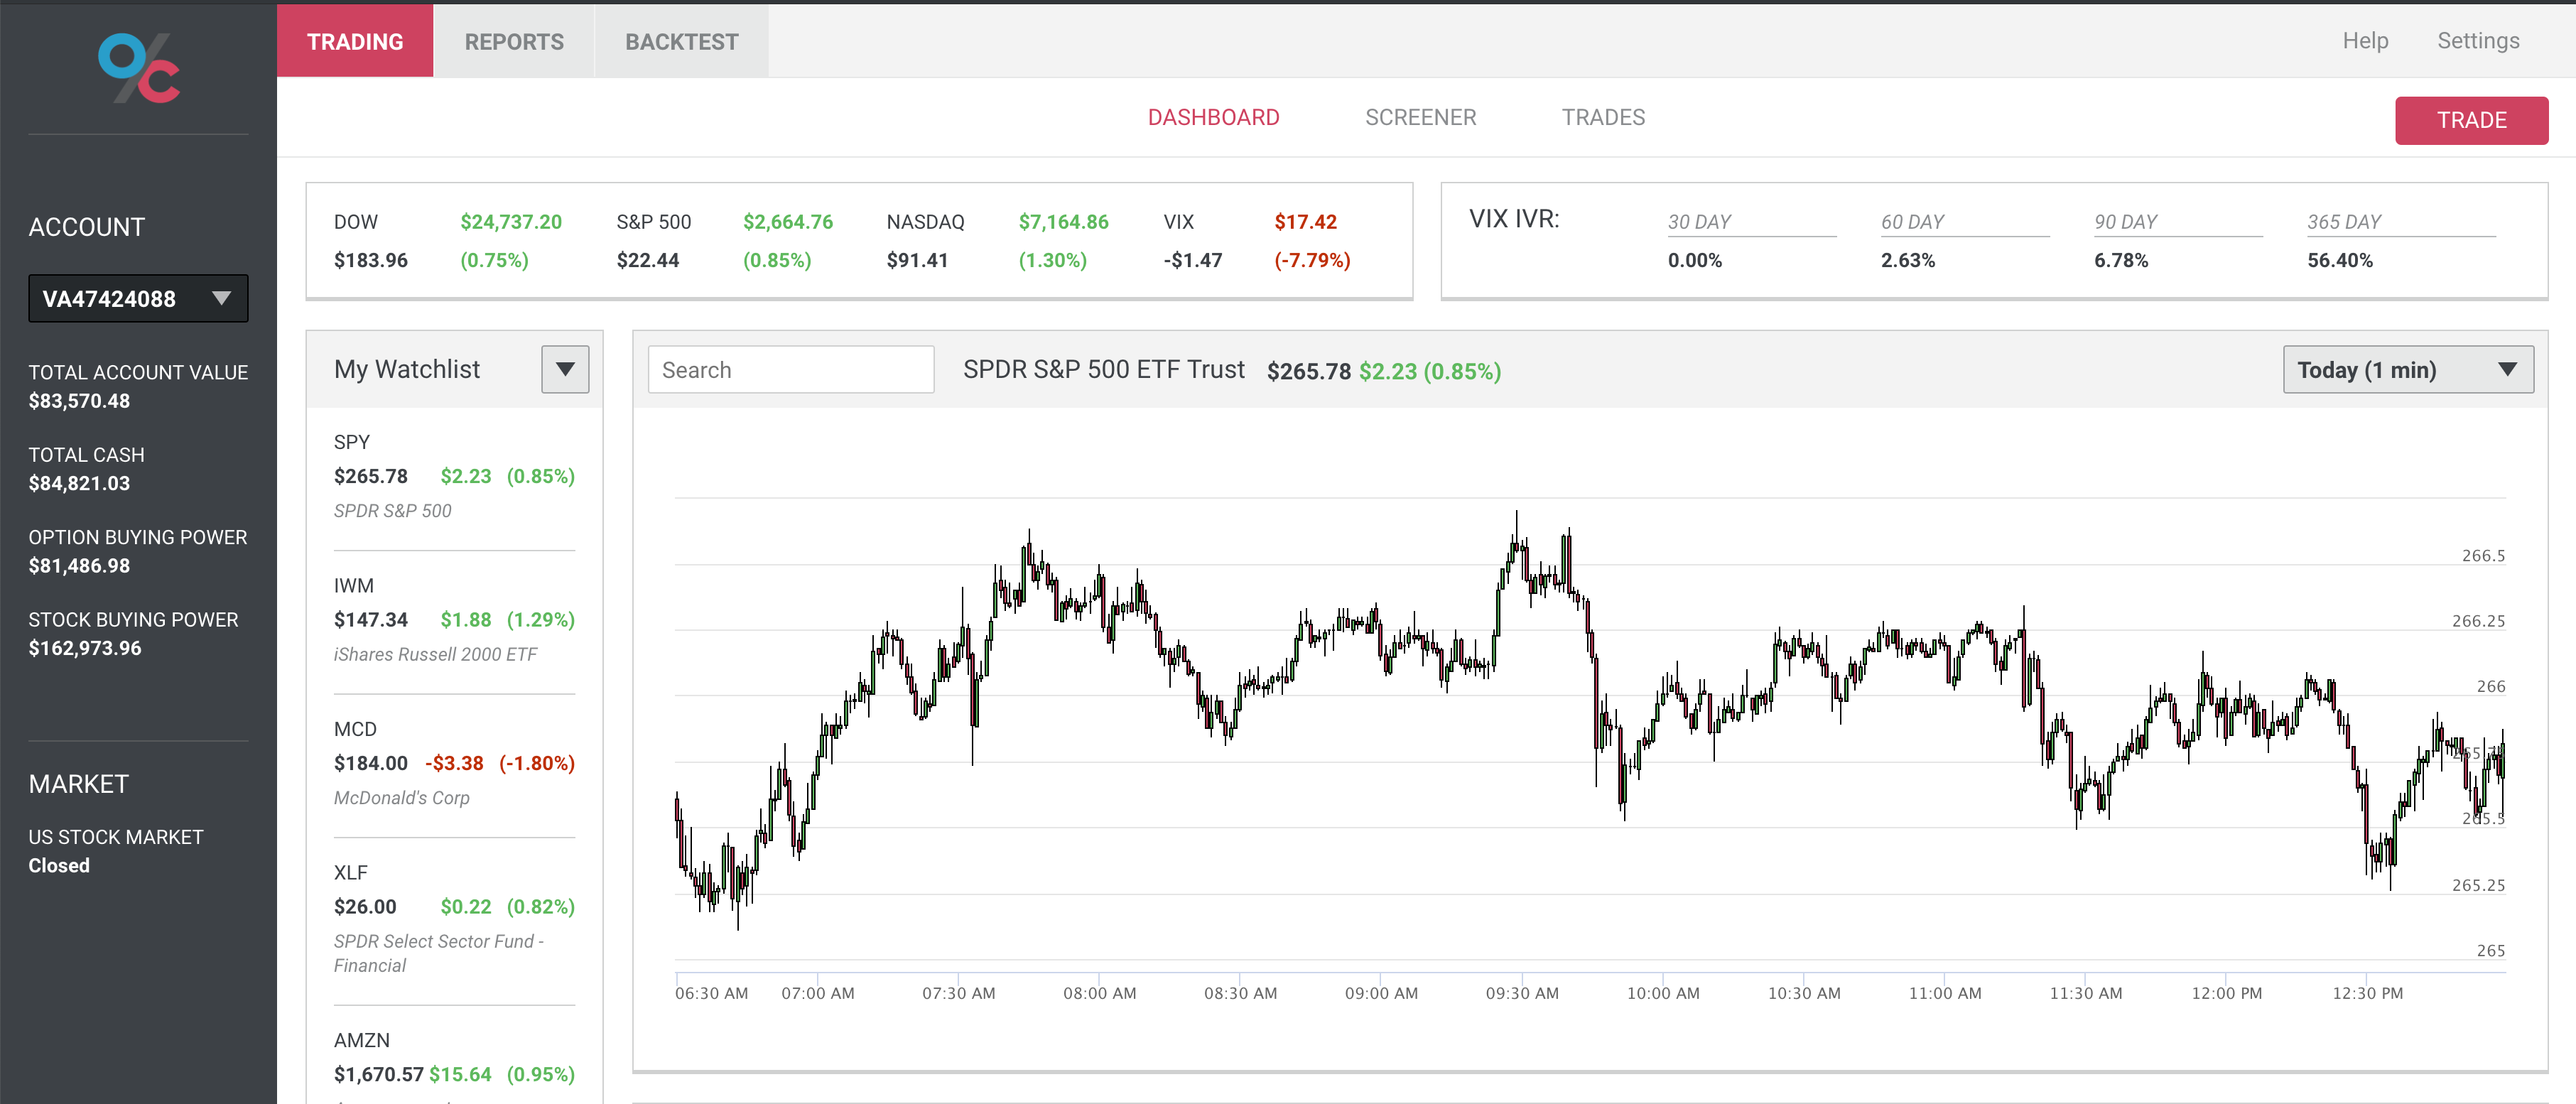 TRADING
REPORTS
BACKTEST
Help
Settings
DASHBOARD
SCREENER
TRADES
TRADE
ACCOUNT
VA47424088
TOTAL ACCOUNT VALUE
$83,570.48
TOTAL CASH
$84,821.03
OPTION BUYING POWER
$81,486.98
STOCK BUYING POWER
$162,973.96
MARKET
US STOCK MARKET
Closed
DOW $24,737.20
$183.96 (0.75%)
S&P 500 $2,664.76
$22.44 (0.85%)
NASDAQ $7,164.86
$91.41 (1.30%)
VIX $17.42
-$1.47 (-7.79%)
VIX IVR:
30 DAY 60 DAY 90 DAY 365 DAY
0.00% 2.63% 6.78% 56.40%
My Watchlist
SPY
$265.78 $2.23 (0.85%)
SPDR S&P 500
IWM
$147.34 $1.88 (1.29%)
iShares Russell 2000 ETF
MCD
$184.00 -$3.38 (-1.80%)
McDonald's Corp
XLF
$26.00 $0.22 (0.82%)
SPDR Select Sector Fund -
Financial
AMZN
$1,670.57 $15.64 (0.95%)
Search
SPDR S&P 500 ETF Trust $265.78 $2.23 (0.85%)
Today (1 min)
266.5
266.25
266
265.5
265.25
265
06:30 AM 07:00 AM 07:30 AM 08:00 AM 08:30 AM 09:00 AM 09:30 AM 10:00 AM 10:30 AM 11:00 AM 11:30 AM 12:00 PM 12:30 PM